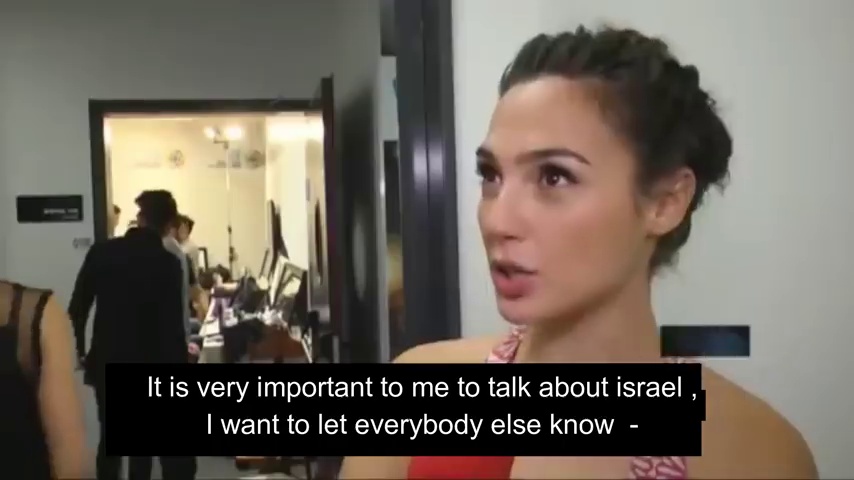 It is very important to me to talk about israel ,
I want to let everybody else know -